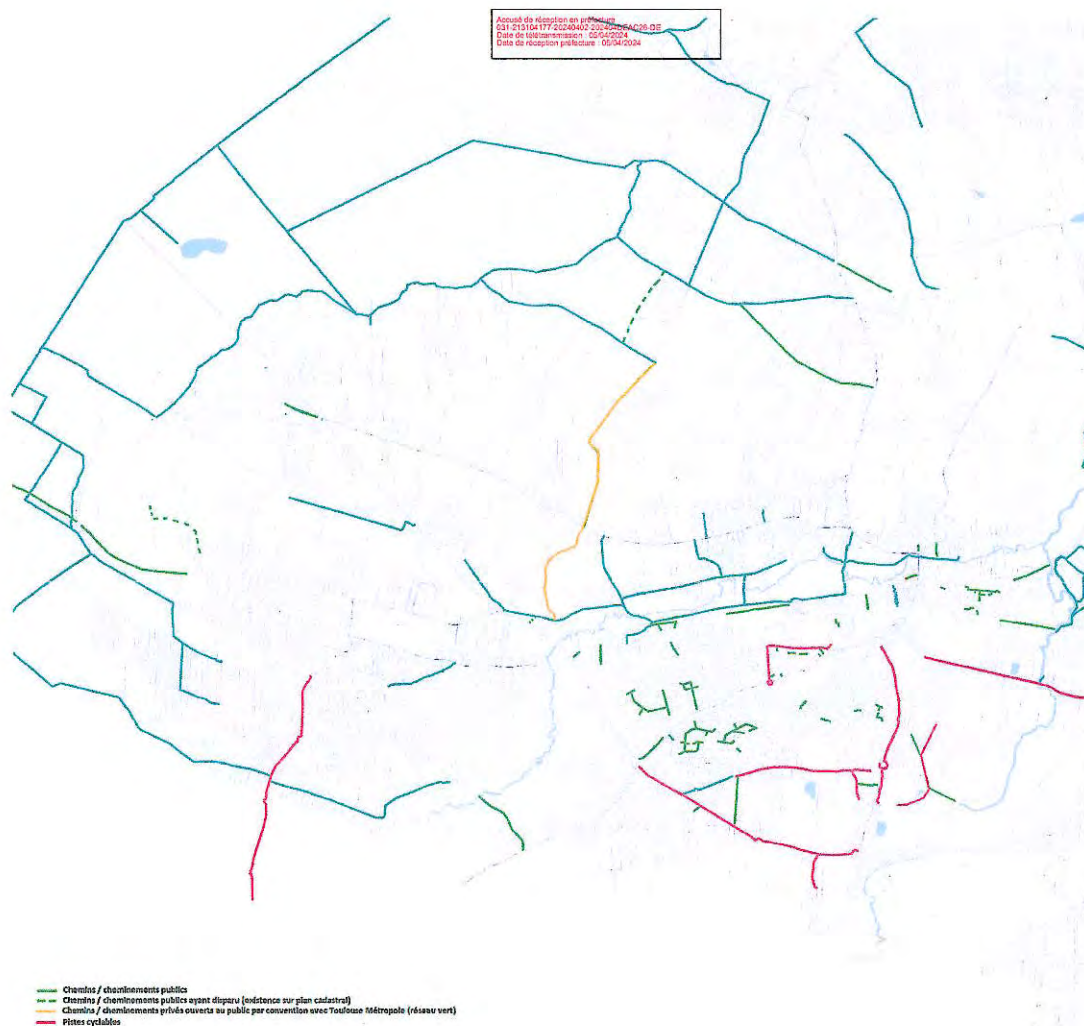 Accusé de réception en préfecture
Date de télétransmission : 05/04/2024
Date de réception préfecture : 05/04/2024
Chemins / cheminements publics
Chemins / cheminements publics ayant disparu (existence sur plan cadastral)
Chemins / cheminements privés ouverts au public par convention avec Toulouse Métropole (réseau vert)
Pistes cyclables